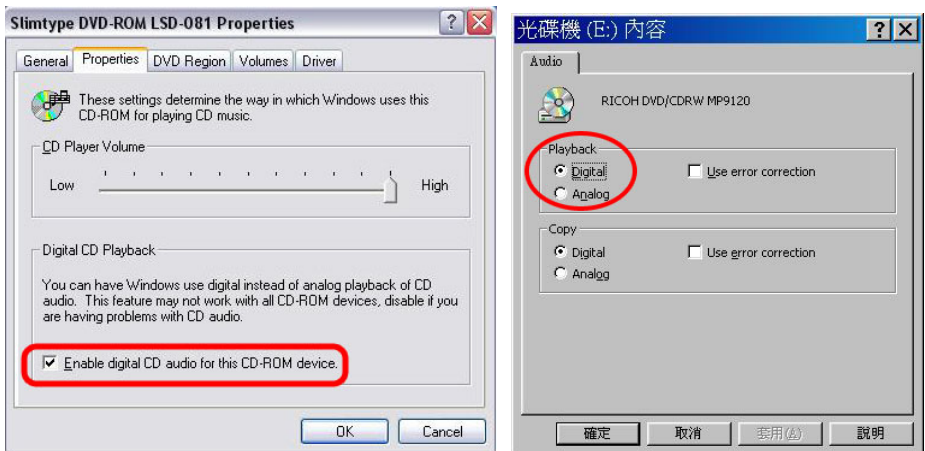 Slimtype DVD-ROM LSD-081 Properties
General Properties DVD Region Volumes Driver
These settings determine the way in which Windows uses this
CD-ROM for playing CD music.
CD Player Volume
Low High
Digital CD Playback
You can have Windows use digital instead of analog playback of CD
audio. This feature may not work with all CD-ROM devices, disable if you
are having problems with CD audio.
Enable digital CD audio for this CD-ROM device.
OK Cancel
光碟機 (E:) 內容
Audio
RICOH DVD/CDRW MP9120
Playback
Digital Use error correction
Analog
Copy
Digital Use error correction
Analog
確定 取消 套用(A) 說明